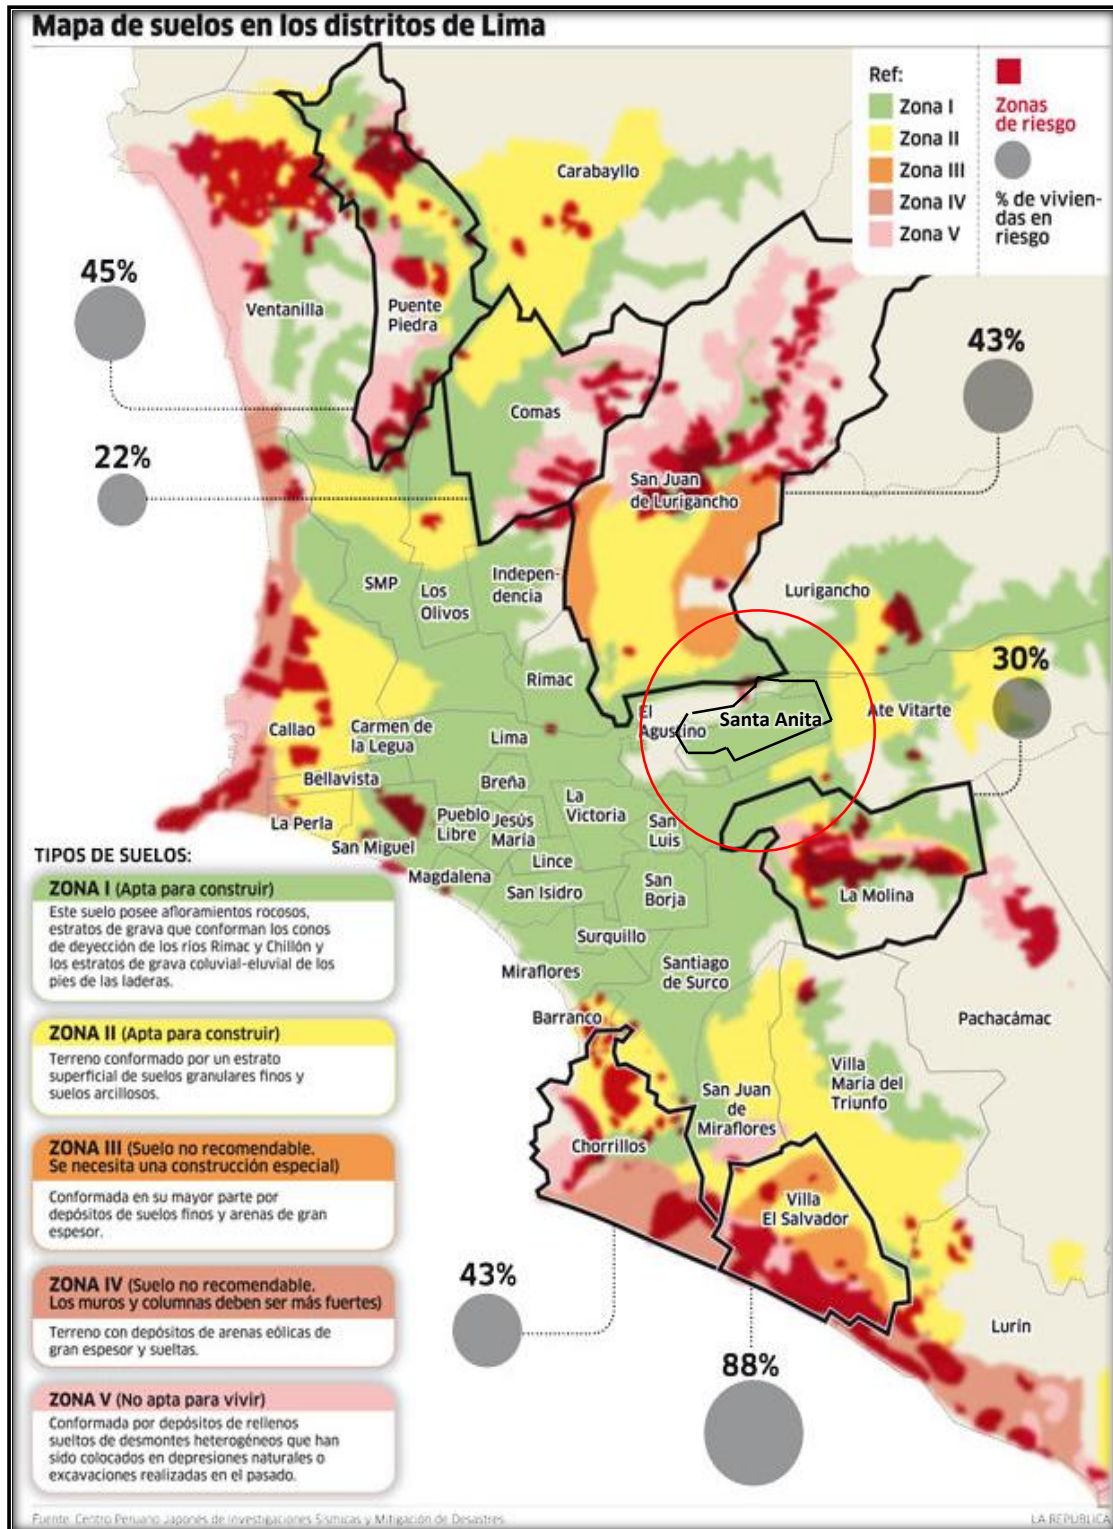 Mapa de suelos en los distritos de Lima
Ref:
Zona I
Zona II
Zona III
Zona IV
Zona V
Zonas
de riesgo
% de vivien-
das en
riesgo
Carabayllo
45%
Ventanilla
Puente
Piedra
43%
Comas
22%
San Juan
de Lurigancho
SMP
Los
Olivos
Indepen-
dencia
Lurigancho
30%
Rímac
El
Agustino
Santa Anita
Ate Vitarte
Callao
Carmen de
la Legua
Lima
Bellavista
Breña
La
Victoria
La Perla
Pueblo
Libre
Jesús
María
San
Luis
San Miguel
Lince
Magdalena
San Isidro
San
Borja
La Molina
Surquillo
Miraflores
Santiago
de Surco
Barranco
Pachacámac
Villa
María del
Triunfo
San Juan
de
Miraflores
Chorrillos
Villa
El Salvador
43%
88%
Lurín
TIPOS DE SUELOS:
ZONA I (Apta para construir)
Este suelo posee afloramientos rocosos,
estratos de grava que conforman los conos
de deyección de los ríos Rímac y Chillón y
los estratos de grava coluvial-eluvial de los
pies de las laderas.
ZONA II (Apta para construir)
Terreno conformado por un estrato
superficial de suelos granulares finos y
suelos arcillosos.
ZONA III (Suelo no recomendable.
Se necesita una construcción especial)
Conformada en su mayor parte por
depósitos de suelos finos y arenas de gran
espesor.
ZONA IV (Suelo no recomendable.
Los muros y columnas deben ser más fuertes)
Terreno con depósitos de arenas eólicas de
gran espesor y sueltas.
ZONA V (No apta para vivir)
Conformada por depósitos de rellenos
sueltos de desmontes heterogéneos que han
sido colocados en depresiones naturales o
excavaciones realizadas en el pasado.
Fuente: Centro Peruano Japonés de Investigaciones Sísmicas y Mitigación de Desastres.
LA REPUBLICA